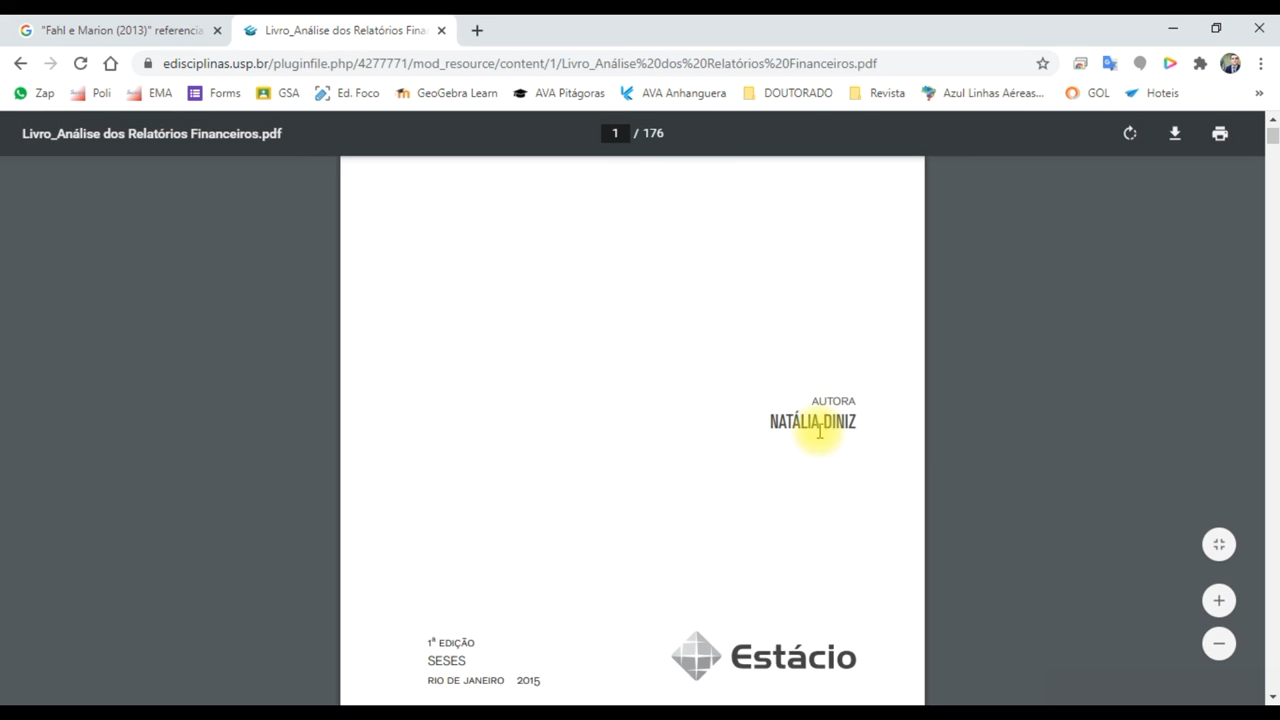 "Fahl e Marion (2013)" referencia
Livro_Análise dos Relatórios Fina
edisciplinas.usp.br/pluginfile.php/4277771/mod_resource/content/1/Livro_Análise%20dos%20Relatórios%20Financeiros.pdf
Zap Poli EMA Forms GSA Ed. Foco GeoGebra Learn AVA Pitágoras AVA Anhanguera DOUTORADO Revista Azul Linhas Aéreas... GOL Hoteis »
Livro_Análise dos Relatórios Financeiros.pdf 1 / 176
AUTORA
NATÁLIA DINIZ
1ª EDIÇÃO
SESES
RIO DE JANEIRO 2015
Estácio